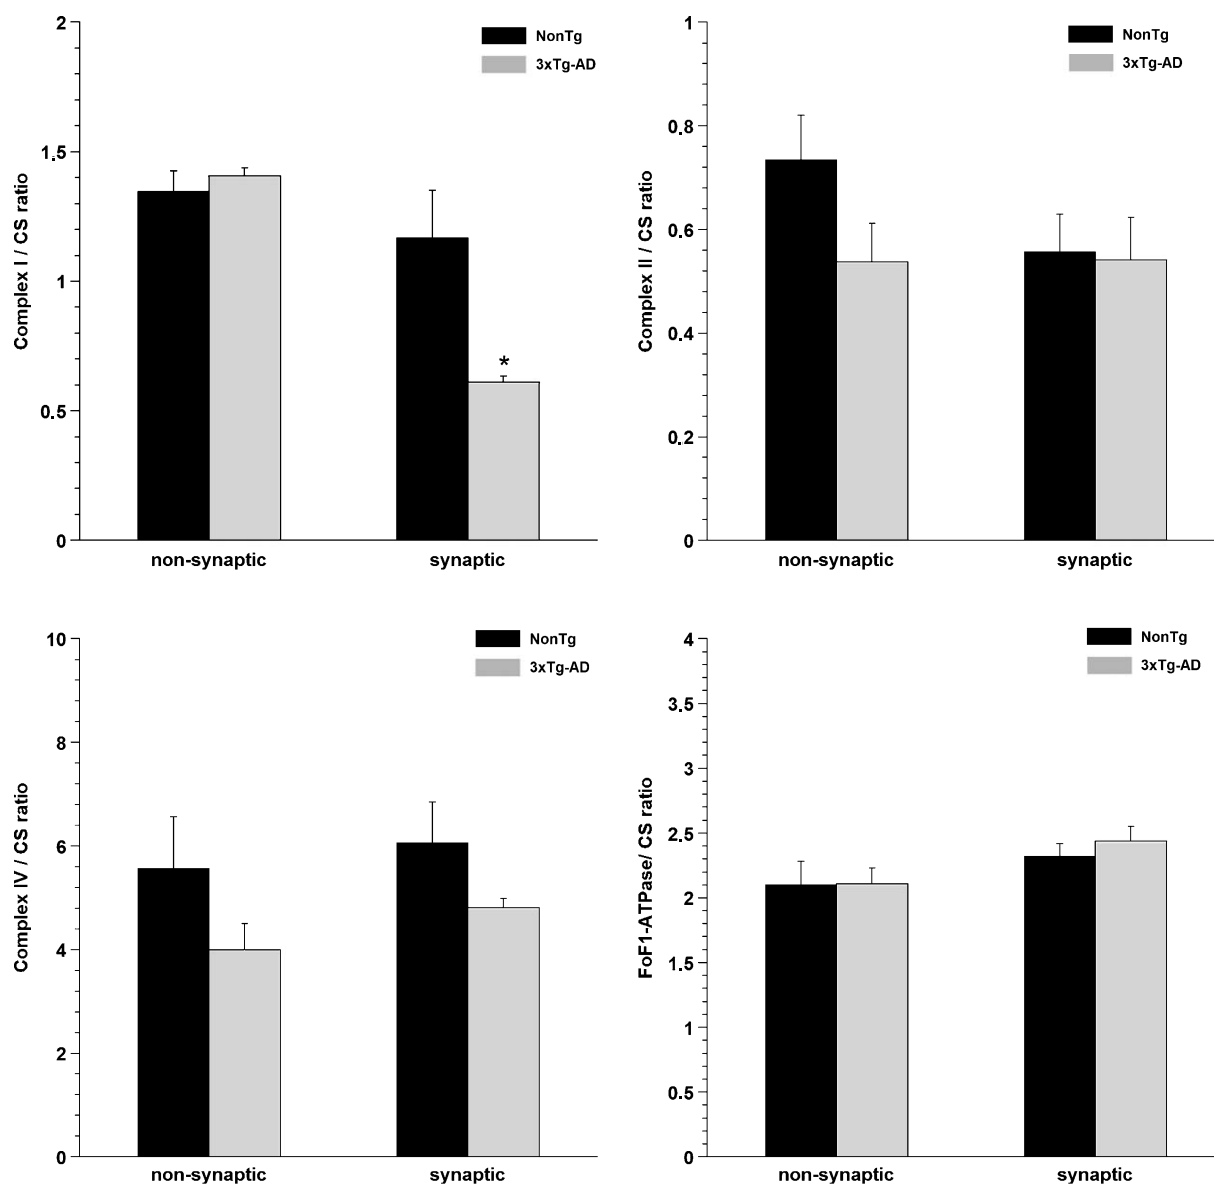 Complex I / CS ratio
2
1.5
1
0.5
0
NonTg
3xTg-AD
*
non-synaptic synaptic
Complex II / CS ratio
1
0.8
0.6
0.4
0.2
0
NonTg
3xTg-AD
non-synaptic synaptic
Complex IV / CS ratio
10
8
6
4
2
0
NonTg
3xTg-AD
non-synaptic synaptic
FoF1-ATPase/ CS ratio
4
3.5
3
2.5
2
1.5
1
0.5
0
NonTg
3xTg-AD
non-synaptic synaptic